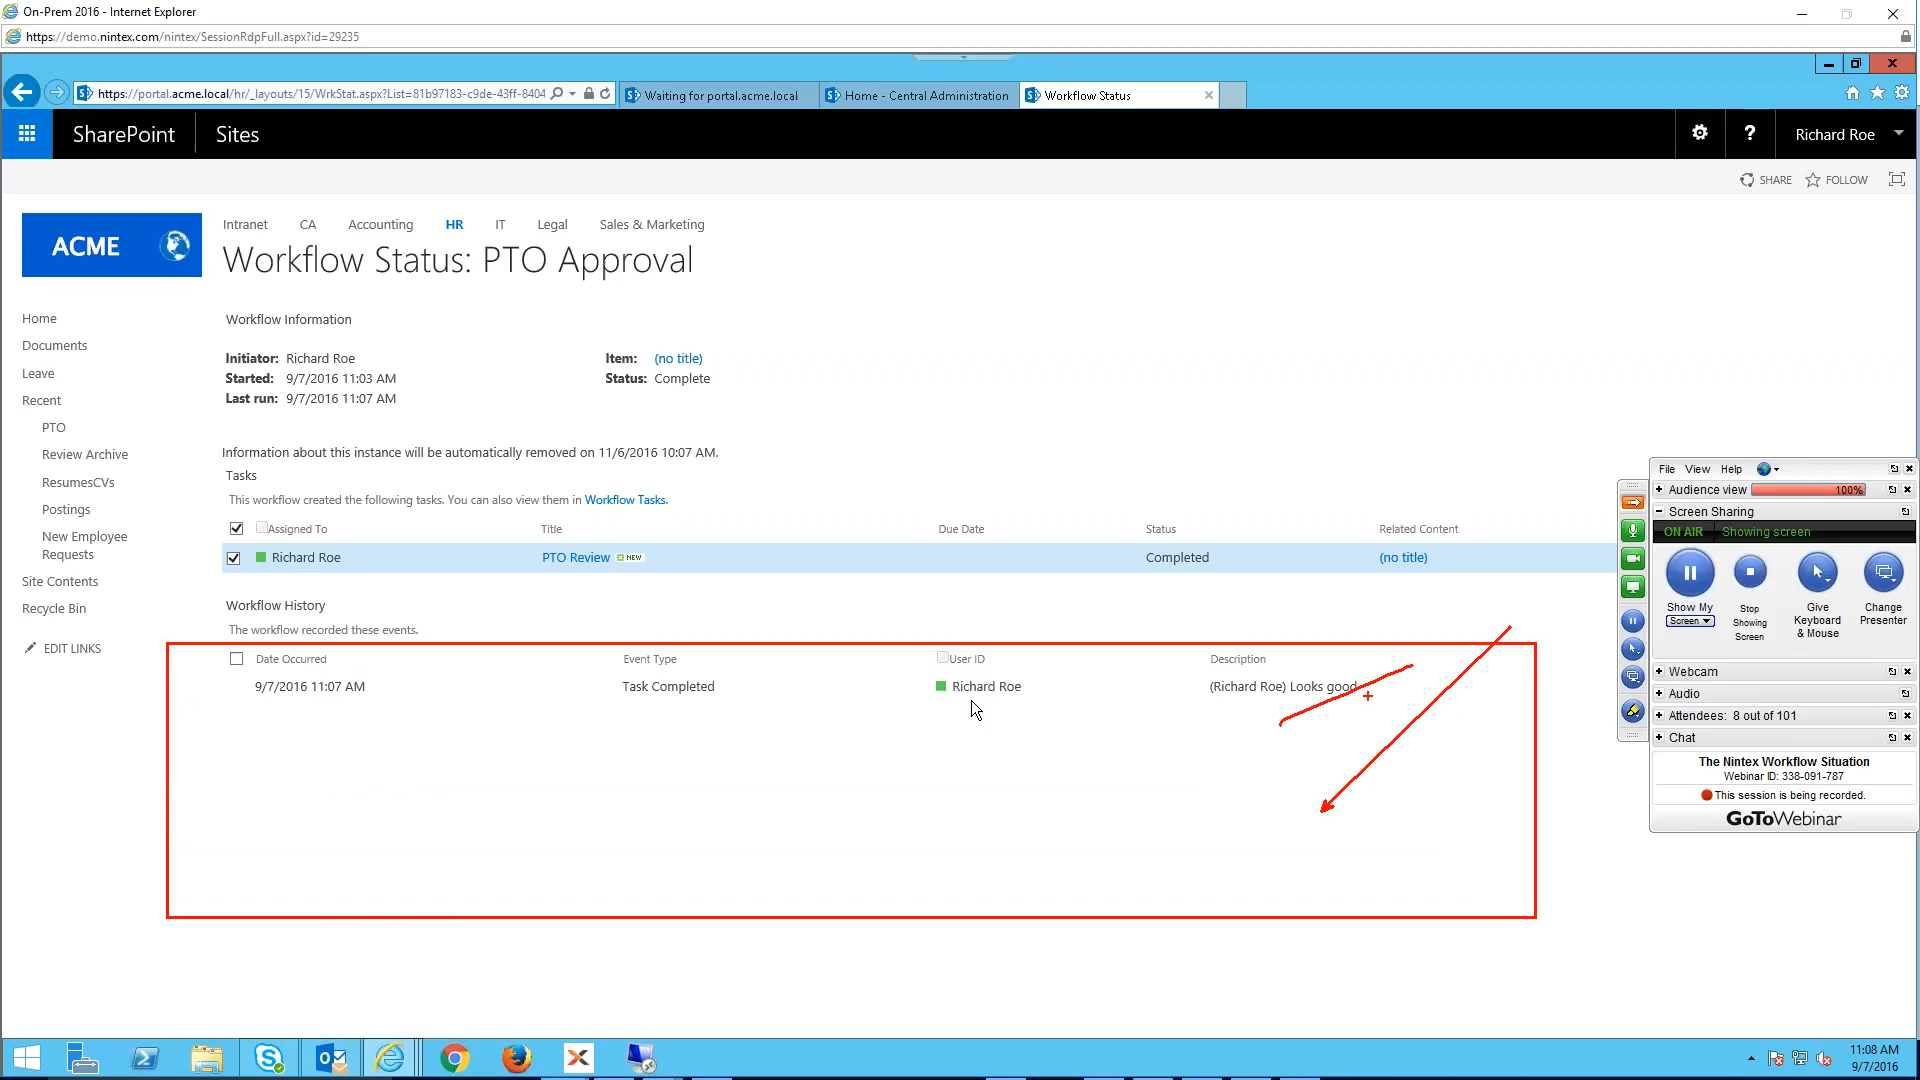 On-Prem 2016 - Internet Explorer
https://demo.nintex.com/nintex/SessionRdpFull.aspx?id=29235
https://portal.acme.local/hr/_layouts/15/WrkStat.aspx?List=81b97183-c9de-43ff-8404
Waiting for portal.acme.local
Home - Central Administration
Workflow Status
SharePoint
Sites
?
Richard Roe
SHARE
FOLLOW
ACME
Intranet CA Accounting HR IT Legal Sales & Marketing
Workflow Status: PTO Approval
Home
Documents
Leave
Recent
PTO
Review Archive
ResumesCVs
Postings
New Employee
Requests
Site Contents
Recycle Bin
EDIT LINKS
Workflow Information
Initiator: Richard Roe
Started: 9/7/2016 11:03 AM
Last run: 9/7/2016 11:07 AM
Item: (no title)
Status: Complete
Information about this instance will be automatically removed on 11/6/2016 10:07 AM.
Tasks
This workflow created the following tasks. You can also view them in Workflow Tasks.
Assigned To Title Due Date Status Related Content
Richard Roe PTO Review NEW Completed (no title)
Workflow History
The workflow recorded these events.
Date Occurred Event Type User ID Description
9/7/2016 11:07 AM Task Completed Richard Roe (Richard Roe) Looks good
File View Help
Audience view 100%
Screen Sharing
ON AIR Showing screen
Show My
Screen
Stop
Showing
Screen
Give
Keyboard
& Mouse
Change
Presenter
Webcam
Audio
Attendees: 8 out of 101
Chat
The Nintex Workflow Situation
Webinar ID: 338-091-787
This session is being recorded.
GoToWebinar
11:08 AM
9/7/2016